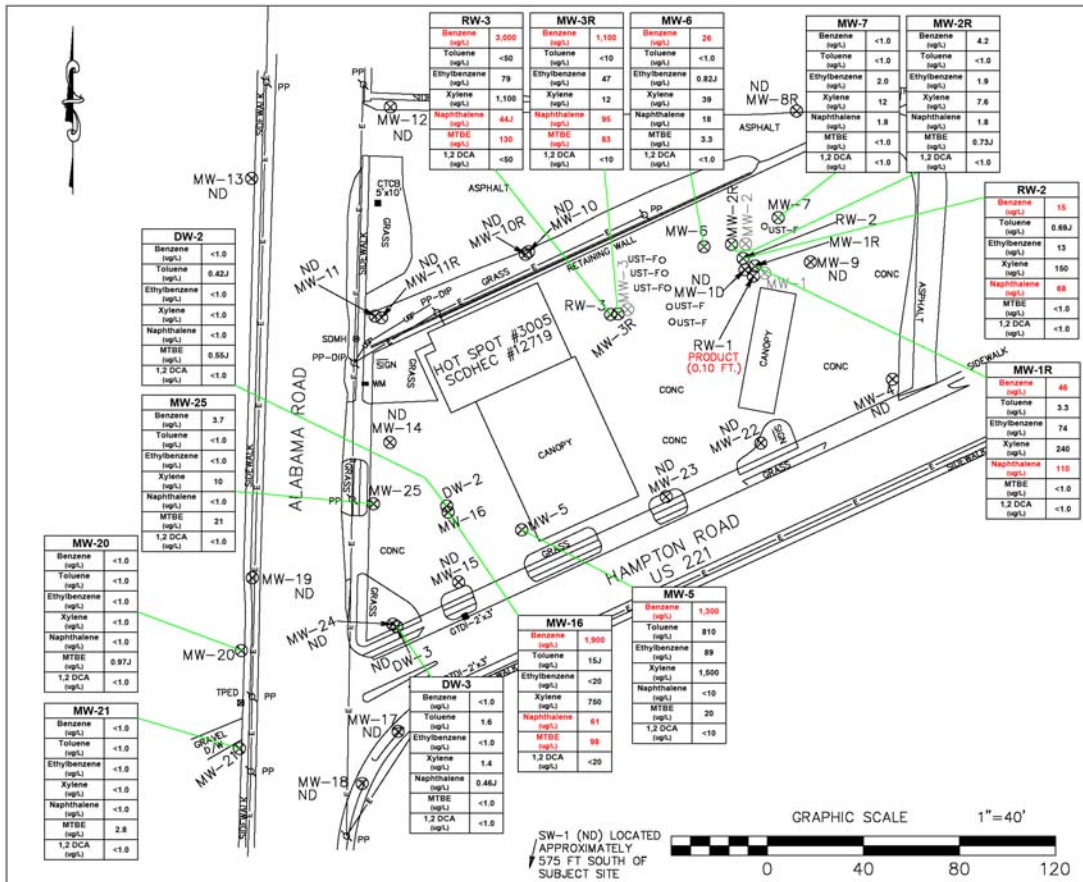 RW-3
Benzene (ug/L) 3,000
Toluene (ug/L) <50
Ethylbenzene (ug/L) 79
Xylene (ug/L) 1,100
Naphthalene (ug/L) 44J
MTBE (ug/L) 130
1,2 DCA (ug/L) <50
MW-3R
Benzene (ug/L) 1,100
Toluene (ug/L) <10
Ethylbenzene (ug/L) 47
Xylene (ug/L) 12
Naphthalene (ug/L) 95
MTBE (ug/L) 83
1,2 DCA (ug/L) <10
MW-6
Benzene (ug/L) 26
Toluene (ug/L) <1.0
Ethylbenzene (ug/L) 0.82J
Xylene (ug/L) 39
Naphthalene (ug/L) 18
MTBE (ug/L) 3.3
1,2 DCA (ug/L) <1.0
MW-7
Benzene (ug/L) <1.0
Toluene (ug/L) <1.0
Ethylbenzene (ug/L) 2.0
Xylene (ug/L) 12
Naphthalene (ug/L) 1.8
MTBE (ug/L) <1.0
1,2 DCA (ug/L) <1.0
MW-2R
Benzene (ug/L) 4.2
Toluene (ug/L) <1.0
Ethylbenzene (ug/L) 1.9
Xylene (ug/L) 7.6
Naphthalene (ug/L) 1.8
MTBE (ug/L) 0.73J
1,2 DCA (ug/L) <1.0
RW-2
Benzene (ug/L) 15
Toluene (ug/L) 0.69J
Ethylbenzene (ug/L) 13
Xylene (ug/L) 150
Naphthalene (ug/L) 68
MTBE (ug/L) <1.0
1,2 DCA (ug/L) <1.0
MW-1R
Benzene (ug/L) 46
Toluene (ug/L) 3.3
Ethylbenzene (ug/L) 74
Xylene (ug/L) 240
Naphthalene (ug/L) 110
MTBE (ug/L) <1.0
1,2 DCA (ug/L) <1.0
DW-2
Benzene (ug/L) <1.0
Toluene (ug/L) 0.42J
Ethylbenzene (ug/L) <1.0
Xylene (ug/L) <1.0
Naphthalene (ug/L) <1.0
MTBE (ug/L) 0.55J
1,2 DCA (ug/L) <1.0
MW-25
Benzene (ug/L) 3.7
Toluene (ug/L) <1.0
Ethylbenzene (ug/L) <1.0
Xylene (ug/L) 10
Naphthalene (ug/L) <1.0
MTBE (ug/L) 21
1,2 DCA (ug/L) <1.0
MW-20
Benzene (ug/L) <1.0
Toluene (ug/L) <1.0
Ethylbenzene (ug/L) <1.0
Xylene (ug/L) <1.0
Naphthalene (ug/L) <1.0
MTBE (ug/L) 0.97J
1,2 DCA (ug/L) <1.0
MW-21
Benzene (ug/L) <1.0
Toluene (ug/L) <1.0
Ethylbenzene (ug/L) <1.0
Xylene (ug/L) <1.0
Naphthalene (ug/L) <1.0
MTBE (ug/L) 2.8
1,2 DCA (ug/L) <1.0
DW-3
Benzene (ug/L) <1.0
Toluene (ug/L) 1.6
Ethylbenzene (ug/L) <1.0
Xylene (ug/L) 1.4
Naphthalene (ug/L) 0.46J
MTBE (ug/L) <1.0
1,2 DCA (ug/L) <1.0
MW-16
Benzene (ug/L) 1,900
Toluene (ug/L) 15J
Ethylbenzene (ug/L) <20
Xylene (ug/L) 750
Naphthalene (ug/L) 61
MTBE (ug/L) 98
1,2 DCA (ug/L) <20
MW-5
Benzene (ug/L) 1,300
Toluene (ug/L) 810
Ethylbenzene (ug/L) 89
Xylene (ug/L) 1,500
Naphthalene (ug/L) <10
MTBE (ug/L) 20
1,2 DCA (ug/L) <10
PP
PP
SIDEWALK
MW-12
ND
ND
MW-8R
ASPHALT
MW-13
ND
CTCB
5'x10'
GRASS
SIDEWALK
ASPHALT
ND
MW-10
ND
MW-10R
PP
MW-2R
MW-2
MW-7
UST-F
RW-2
MW-6
MW-1R
MW-9
ND
CONC
ASPHALT
GRASS
RETAINING WALL
ND
MW-11
ND
MW-11R
PP-DIP
UST-F
UST-F
UST-F
UST-F
UST-F
ND
MW-1D
MW-1
MW-3
RW-3
MW-3R
RW-1
PRODUCT
(0.10 FT.)
CANOPY
SDMH
PP-DIP
SIGN
WM
GRASS
HOT SPOT #3005
SCDHEC #12719
CONC
SIDEWALK
MW-4
ND
ALABAMA ROAD
SIDEWALK
ND
MW-14
CANOPY
CONC
ND
MW-22
SIGN
GRASS
SIDEWALK
GRASS
PP
MW-25
DW-2
MW-16
ND
MW-23
MW-5
GRASS
HAMPTON ROAD
US 221
CONC
MW-19
ND
ND
MW-15
GRASS
GTDI-2'x3'
MW-24
ND
ND
DW-3
GTDI-2'x3'
MW-20
TPED
PP
GRAVEL
D/W
MW-21
PP
MW-17
ND
MW-18
ND
PP
SW-1 (ND) LOCATED
APPROXIMATELY
575 FT SOUTH OF
SUBJECT SITE
GRAPHIC SCALE 1"=40'
0 40 80 120